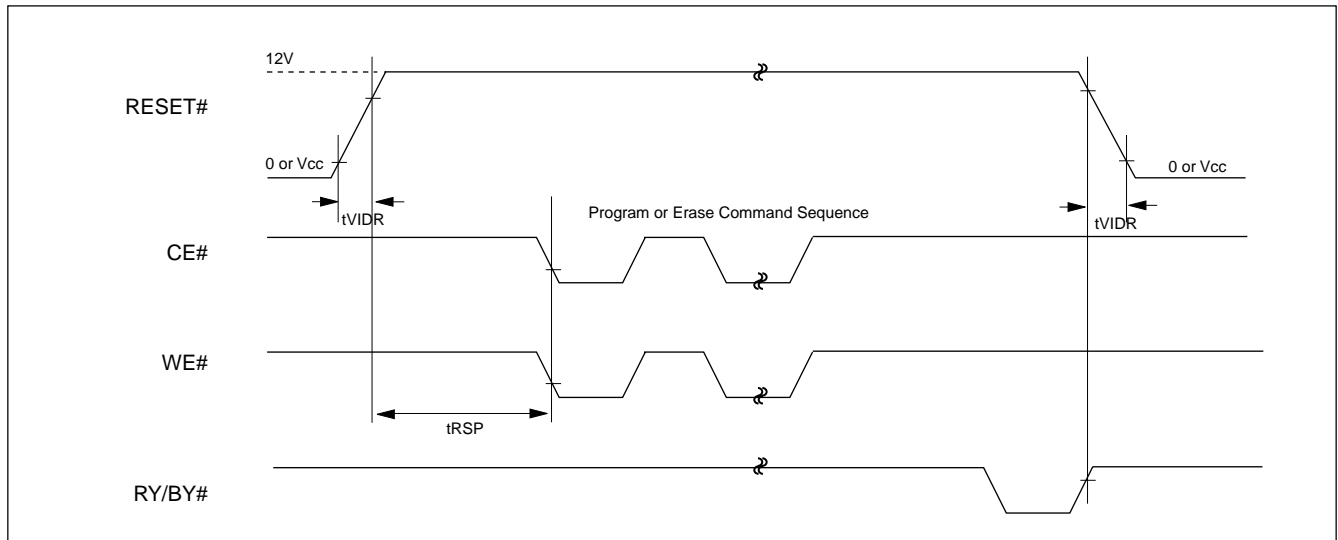 12V
RESET#
0 or Vcc
0 or Vcc
tVIDR
Program or Erase Command Sequence
tVIDR
CE#
WE#
tRSP
RY/BY#